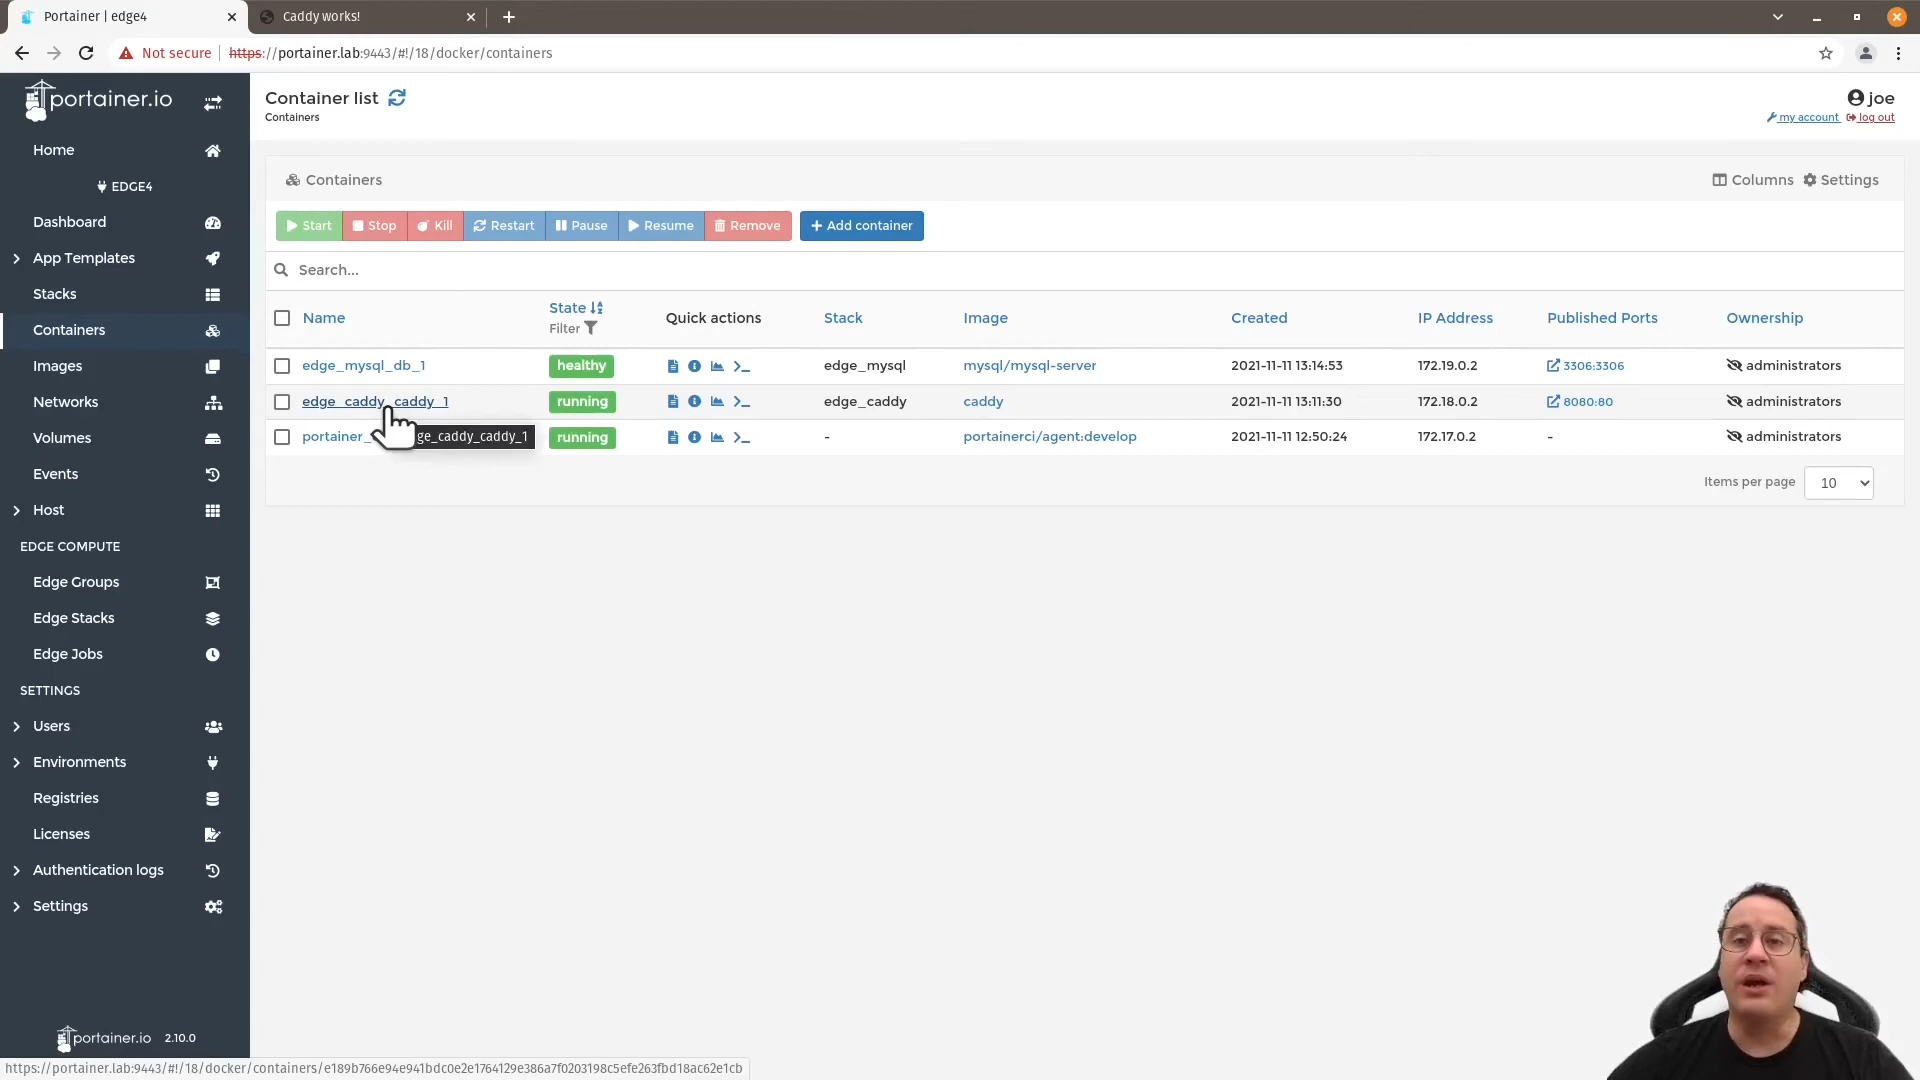 Portainer | edge4
Caddy works!
Not secure
https://portainer.lab:9443/#!/18/docker/containers
portainer.io
Container list
Containers
joe
my account
log out
Home
EDGE4
Dashboard
App Templates
Stacks
Containers
Images
Networks
Volumes
Events
Host
EDGE COMPUTE
Edge Groups
Edge Stacks
Edge Jobs
SETTINGS
Users
Environments
Registries
Licenses
Authentication logs
Settings
portainer.io 2.10.0
Containers
Columns
Settings
Start
Stop
Kill
Restart
Pause
Resume
Remove
Add container
Search...
Name
State
Filter
Quick actions
Stack
Image
Created
IP Address
Published Ports
Ownership
edge_mysql_db_1 healthy edge_mysql mysql/mysql-server 2021-11-11 13:14:53 172.19.0.2 3306:3306 administrators
edge_caddy_caddy_1 running edge_caddy caddy 2021-11-11 13:11:30 172.18.0.2 8080:80 administrators
portainer_ ge_caddy_caddy_1 running - portainerci/agent:develop 2021-11-11 12:50:24 172.17.0.2 - administrators
Items per page 10
https://portainer.lab:9443/#!/18/docker/containers/e189b766e94e941bdc0e2e1764129e386a7f0203198c5efe263fbd18ac62e1cb